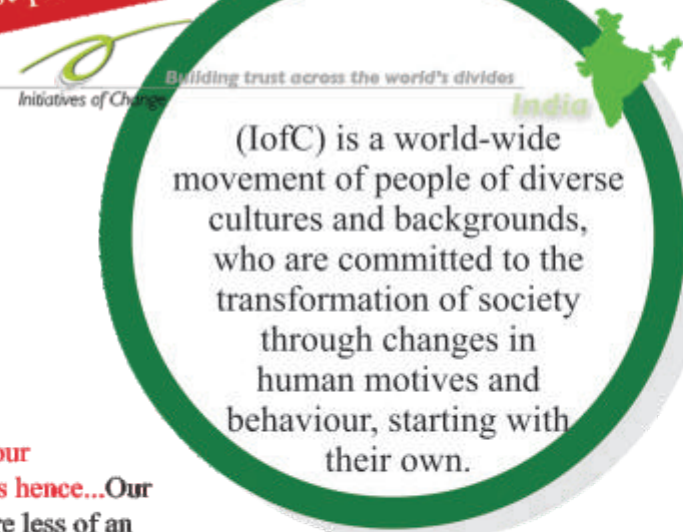 Building trust across the world's divides
Initiatives of Change
India
(IofC) is a world-wide
movement of people of diverse
cultures and backgrounds,
who are committed to the
transformation of society
through changes in
human motives and
behaviour, starting with
their own.
our
s hence...Our
less of an